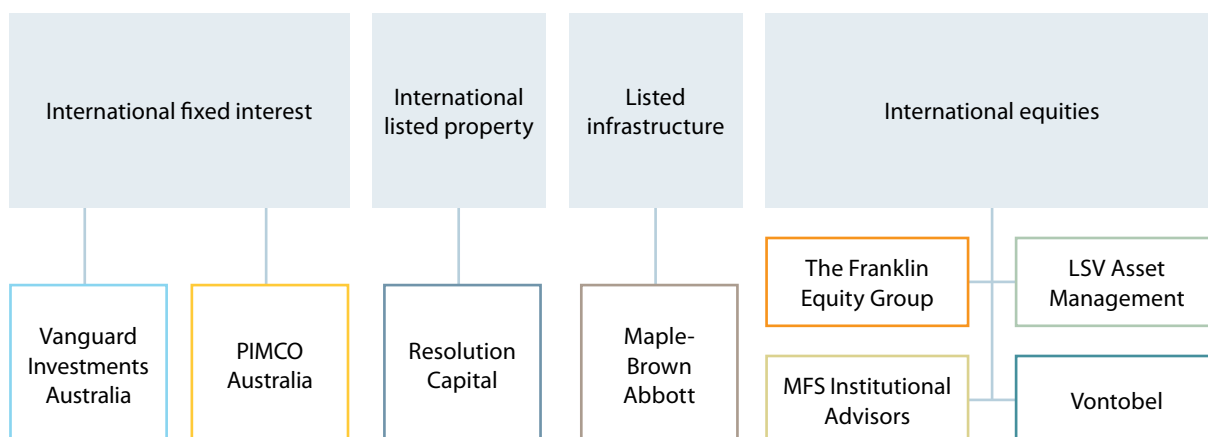 International fixed interest
International
listed property
Listed
infrastructure
International equities
Vanguard
Investments
Australia
PIMCO
Australia
Resolution
Capital
Maple-
Brown
Abbott
The Franklin
Equity Group
LSV Asset
Management
MFS Institutional
Advisors
Vontobel